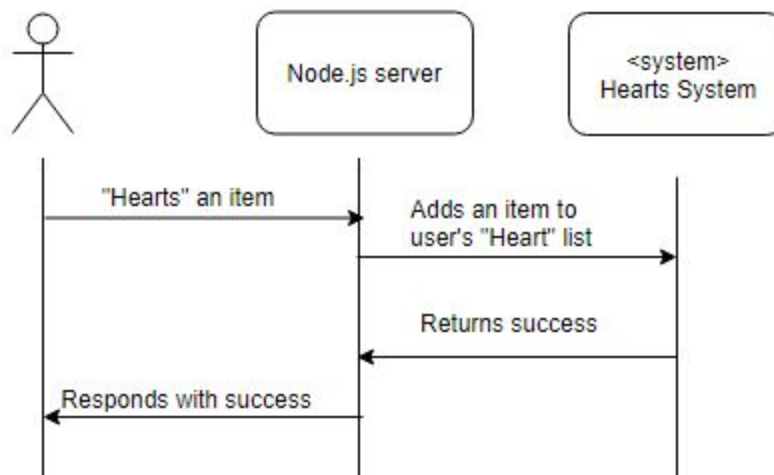 Node.js server
<system>
Hearts System
"Hearts" an item
Adds an item to
user's "Heart" list
Returns success
Responds with success